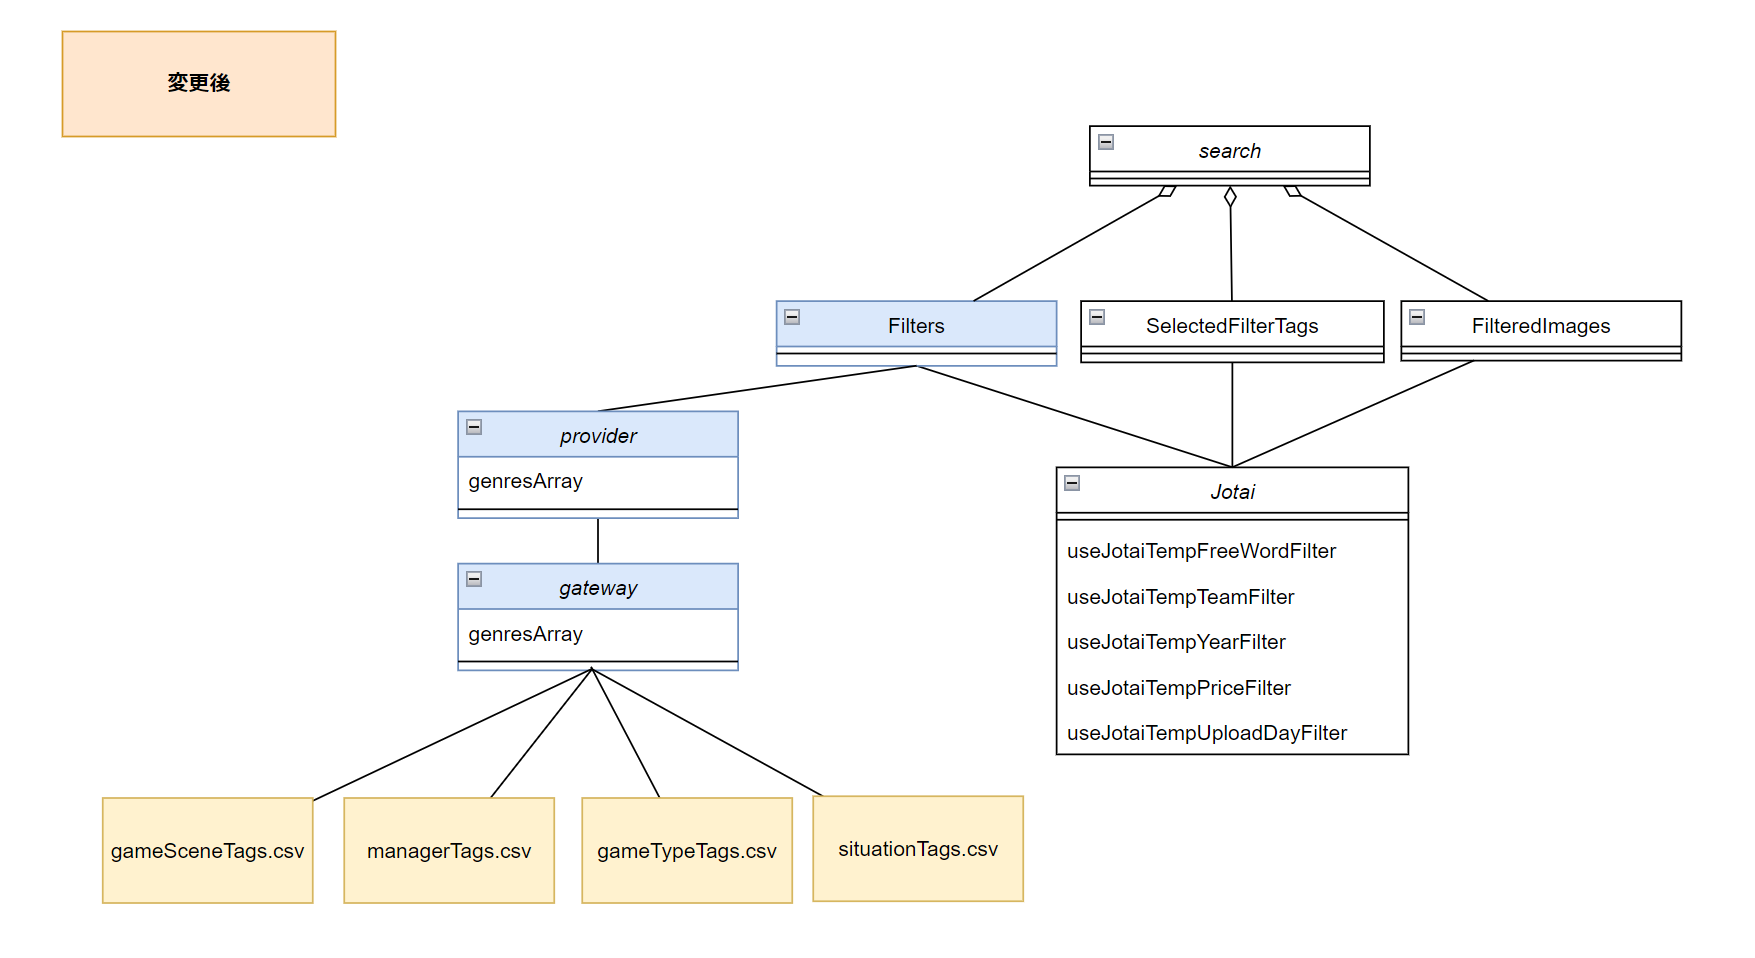 変更後
search
Filters
SelectedFilterTags
FilteredImages
provider
genresArray
gateway
genresArray
Jotai
useJotaiTempFreeWordFilter
useJotaiTempTeamFilter
useJotaiTempYearFilter
useJotaiTempPriceFilter
useJotaiTempUploadDayFilter
gameSceneTags.csv
managerTags.csv
gameTypeTags.csv
situationTags.csv